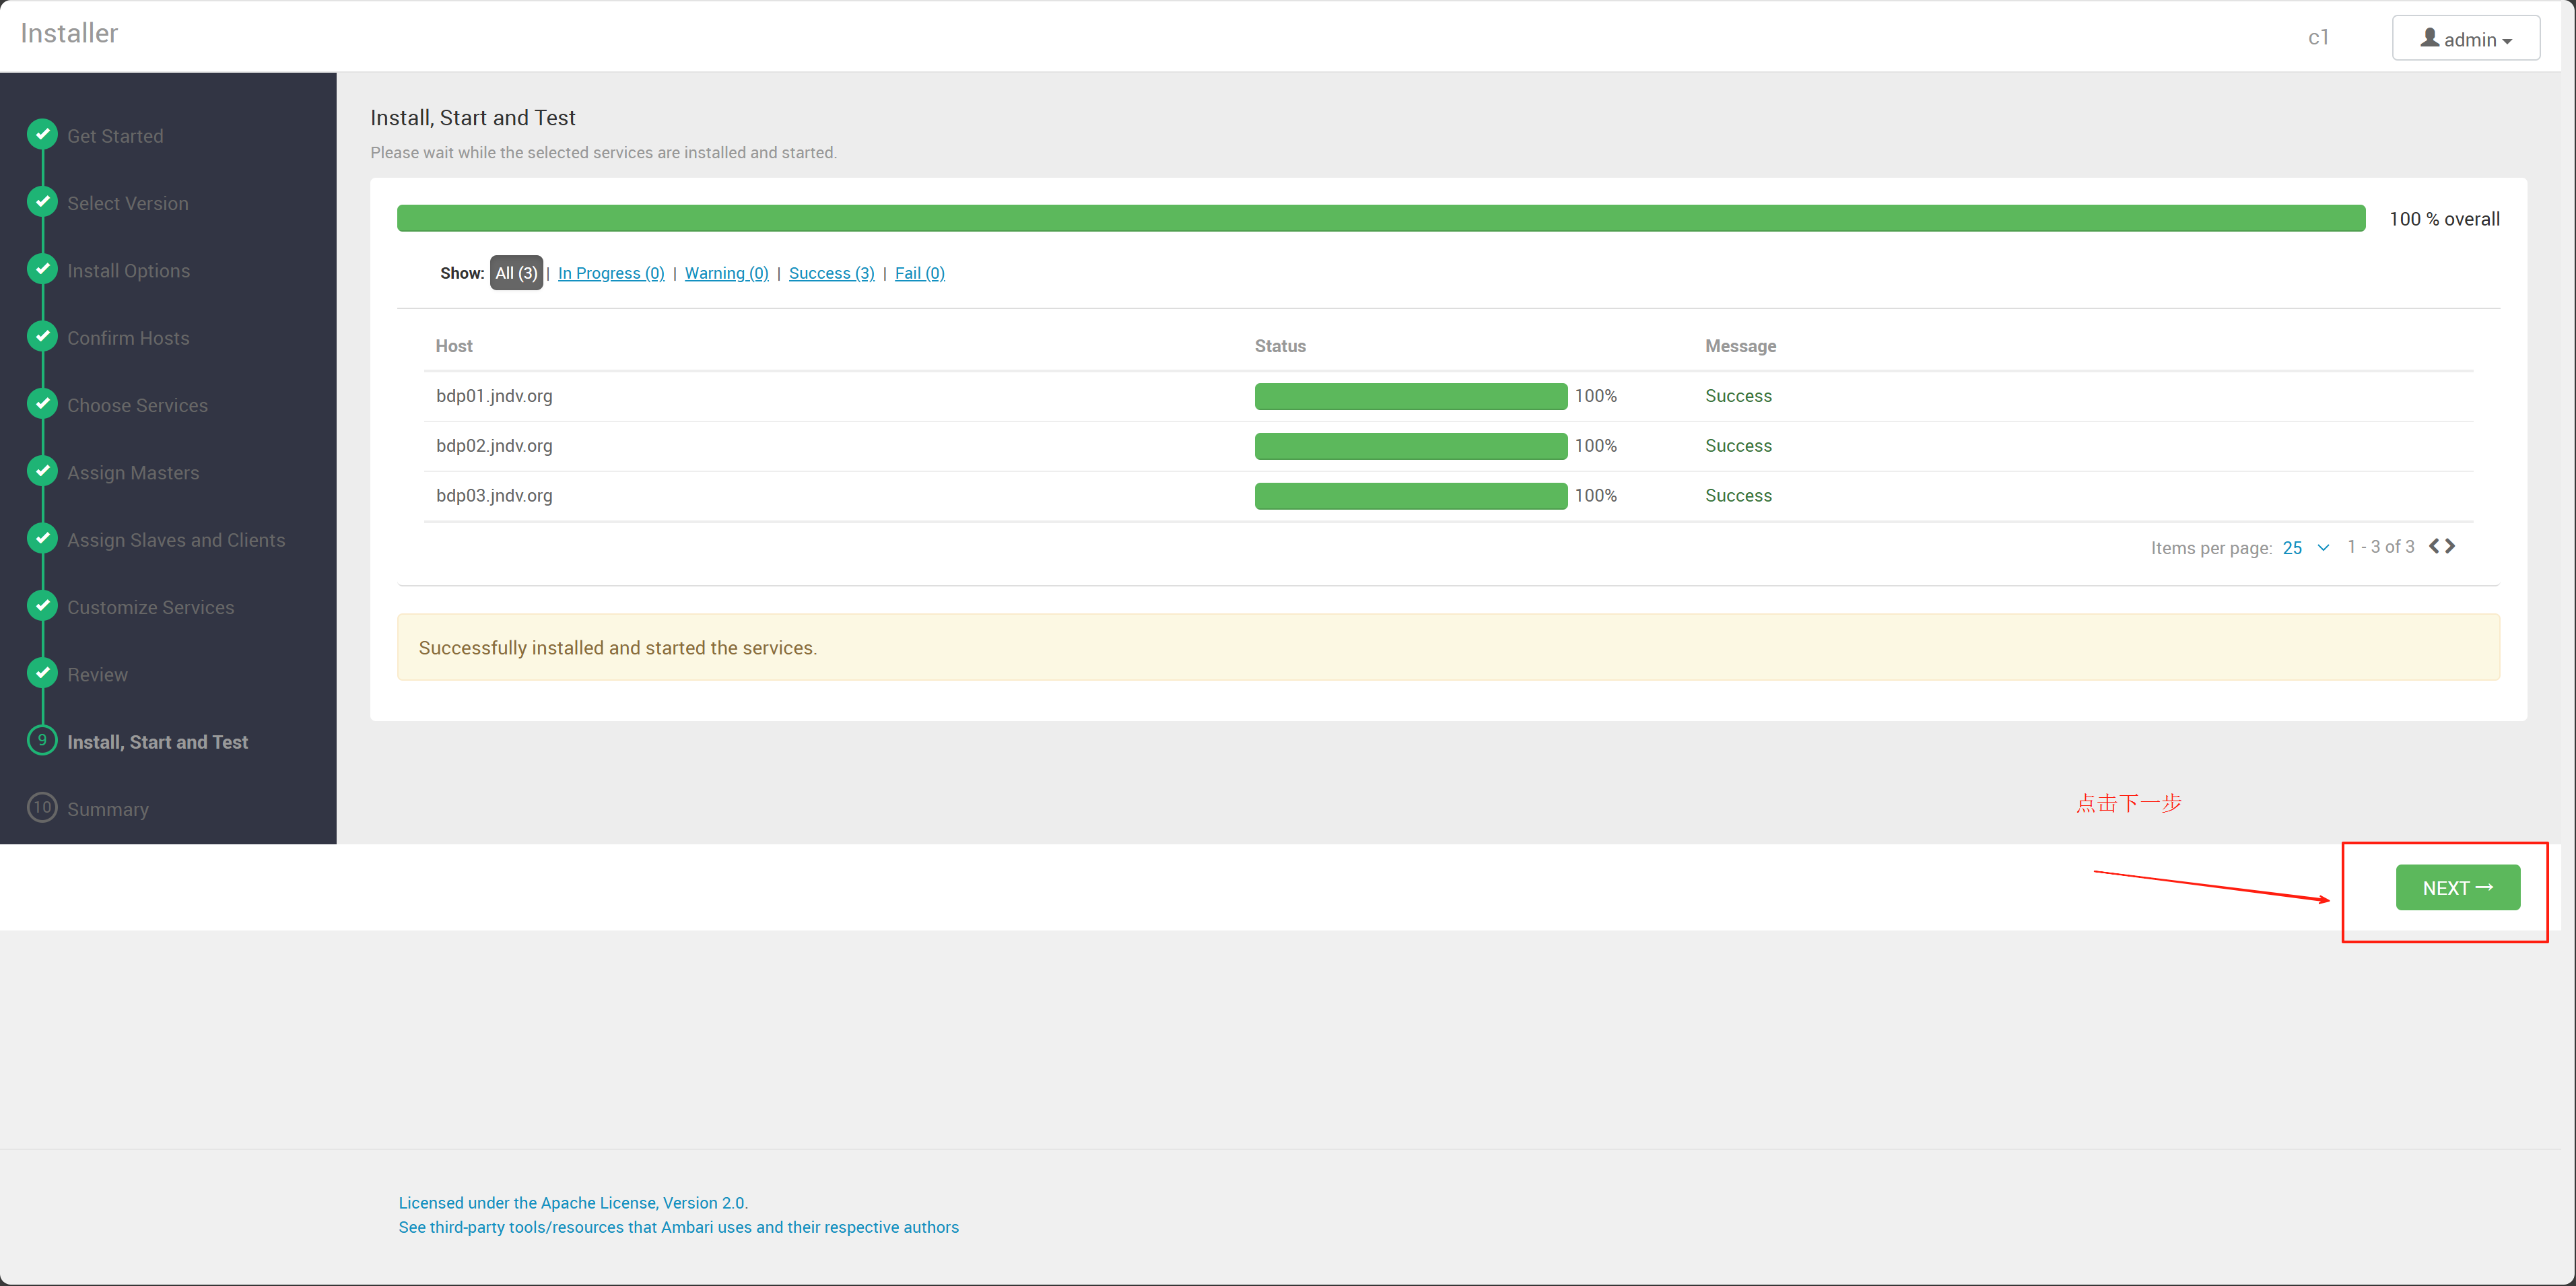 Installer
c1
admin
Get Started
Select Version
Install Options
Confirm Hosts
Choose Services
Assign Masters
Assign Slaves and Clients
Customize Services
Review
9 Install, Start and Test
10 Summary
Install, Start and Test
Please wait while the selected services are installed and started.
100 % overall
Show: All (3) | In Progress (0) | Warning (0) | Success (3) | Fail (0)
Host Status Message
bdp01.jndv.org 100% Success
bdp02.jndv.org 100% Success
bdp03.jndv.org 100% Success
Items per page: 25 1 - 3 of 3
Successfully installed and started the services.
点击下一步
NEXT →
Licensed under the Apache License, Version 2.0.
See third-party tools/resources that Ambari uses and their respective authors